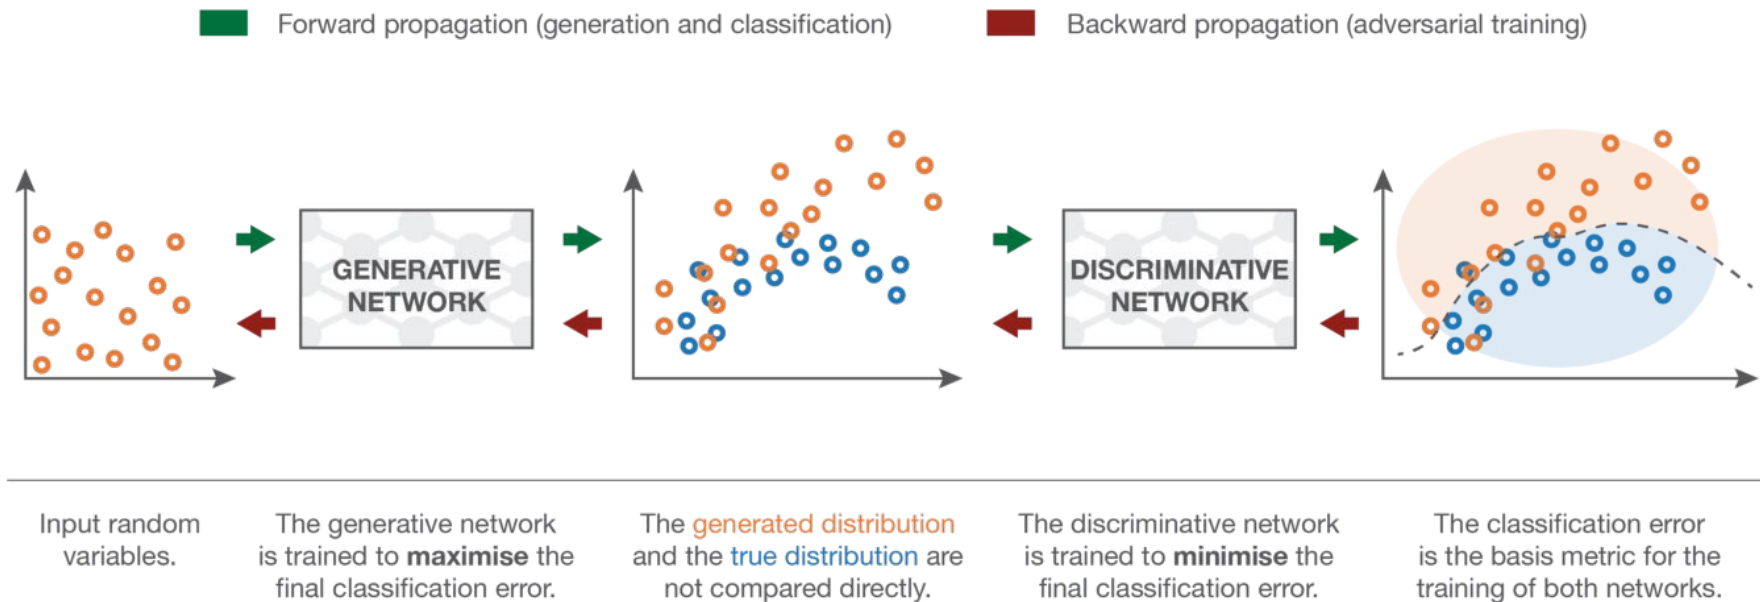 Forward propagation (generation and classification)
Backward propagation (adversarial training)
GENERATIVE
NETWORK
DISCRIMINATIVE
NETWORK
Input random
variables.
The generative network
is trained to maximise the
final classification error.
The generated distribution
and the true distribution are
not compared directly.
The discriminative network
is trained to minimise the
final classification error.
The classification error
is the basis metric for the
training of both networks.